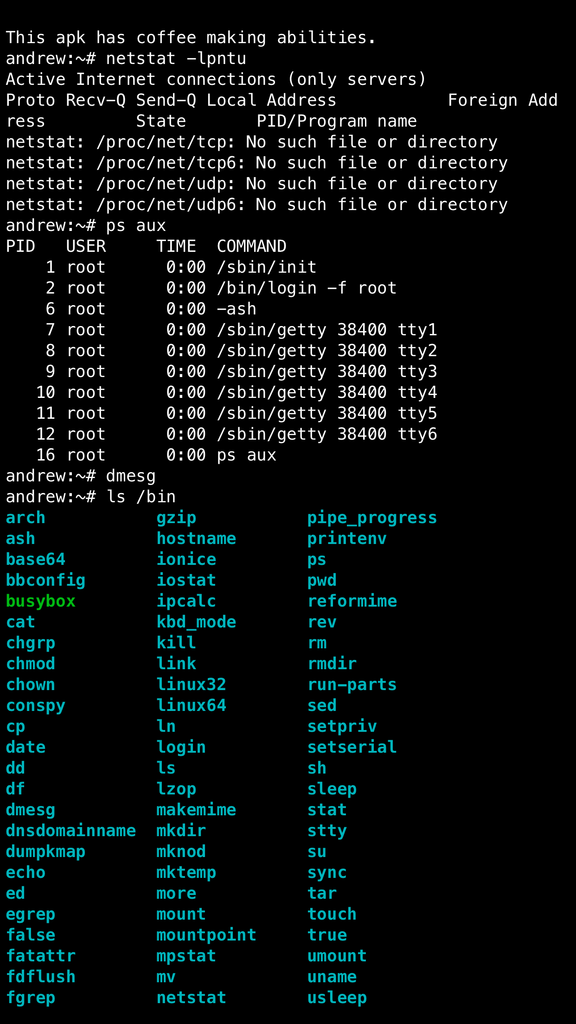 This apk has coffee making abilities.
andrew:~# netstat -lpntu
Active Internet connections (only servers)
Proto Recv-Q Send-Q Local Address           Foreign Add
ress         State       PID/Program name
netstat: /proc/net/tcp: No such file or directory
netstat: /proc/net/tcp6: No such file or directory
netstat: /proc/net/udp: No such file or directory
netstat: /proc/net/udp6: No such file or directory
andrew:~# ps aux
PID   USER     TIME  COMMAND
    1 root      0:00 /sbin/init
    2 root      0:00 /bin/login -f root
    6 root      0:00 -ash
    7 root      0:00 /sbin/getty 38400 tty1
    8 root      0:00 /sbin/getty 38400 tty2
    9 root      0:00 /sbin/getty 38400 tty3
   10 root      0:00 /sbin/getty 38400 tty4
   11 root      0:00 /sbin/getty 38400 tty5
   12 root      0:00 /sbin/getty 38400 tty6
   16 root      0:00 ps aux
andrew:~# dmesg
andrew:~# ls /bin
arch           gzip           pipe_progress
ash            hostname       printenv
base64         ionice         ps
bbconfig       iostat         pwd
busybox        ipcalc         reformime
cat            kbd_mode       rev
chgrp          kill           rm
chmod          link           rmdir
chown          linux32        run-parts
conspy         linux64        sed
cp             ln             setpriv
date           login          setserial
dd             ls             sh
df             lzop           sleep
dmesg          makemime       stat
dnsdomainname  mkdir          stty
dumpkmap       mknod          su
echo           mktemp         sync
ed             more           tar
egrep          mount          touch
false          mountpoint     true
fatattr        mpstat         umount
fdflush        mv             uname
fgrep          netstat        usleep